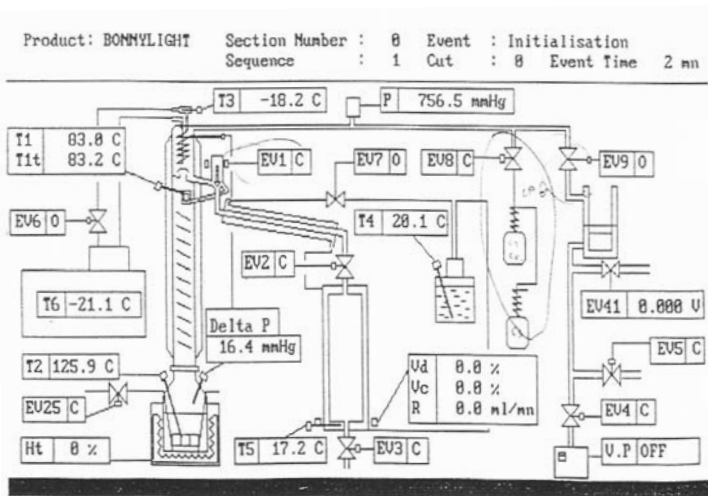 Product: BONNYLIGHT Section Number : 0 Event : Initialisation
Sequence : 1 Cut : 0 Event Time 2 mn
T3 -18.2 C
P 756.5 mmHg
T1 83.0 C
T1t 83.2 C
EV1 C
EV7 O
EV8 C
EV9 O
EV6 O
T4 20.1 C
EV2 C
T6 -21.1 C
EV41 0.000 V
Delta P
16.4 mmHg
EV5 C
T2 125.9 C
Vd 0.0 %
Vc 0.0 %
R 0.0 ml/mn
EV25 C
EV4 C
Ht 0 %
T5 17.2 C
EV3 C
V.P OFF